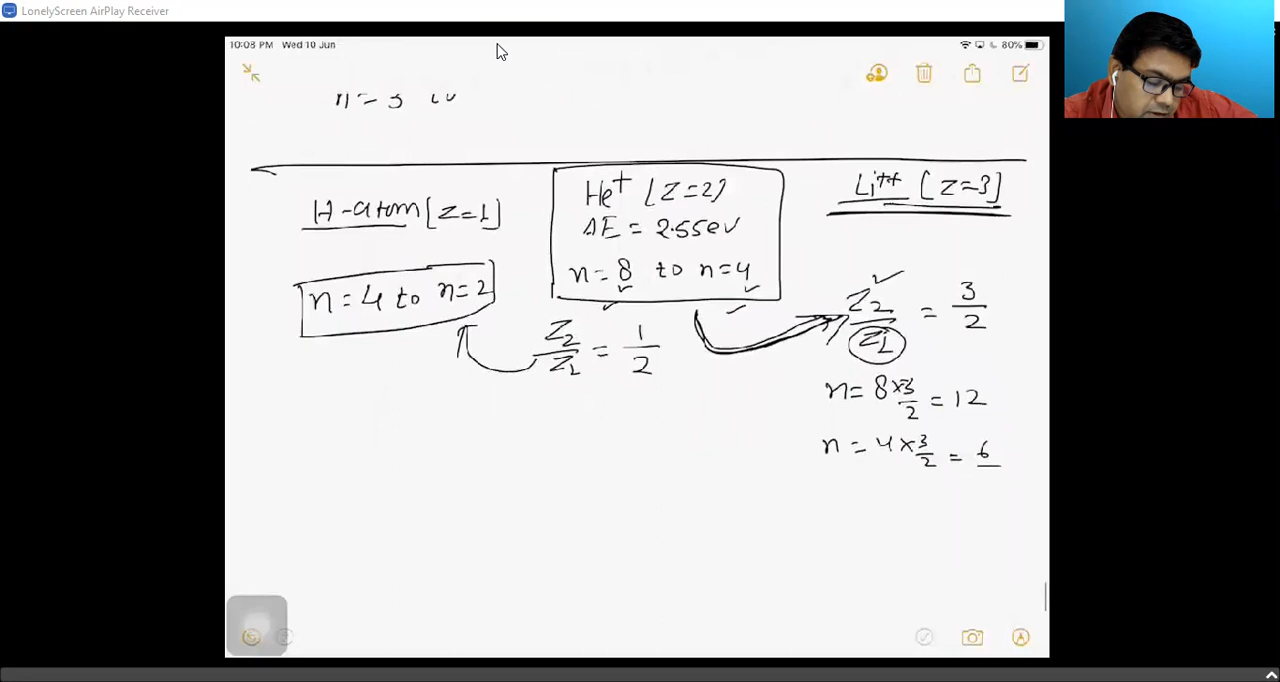 LonelyScreen AirPlay Receiver
10:08 PM Wed 10 Jun
80%
H-atom [Z=1]
n=4 to n=2
He+ [Z=2]
ΔE = 2.55eV
n=8 to n=4
Z2/Z1 = 1/2
Li++ [Z=3]
Z2/Z1 = 3/2
n= 8×3/2 = 12
n = 4×3/2 = 6